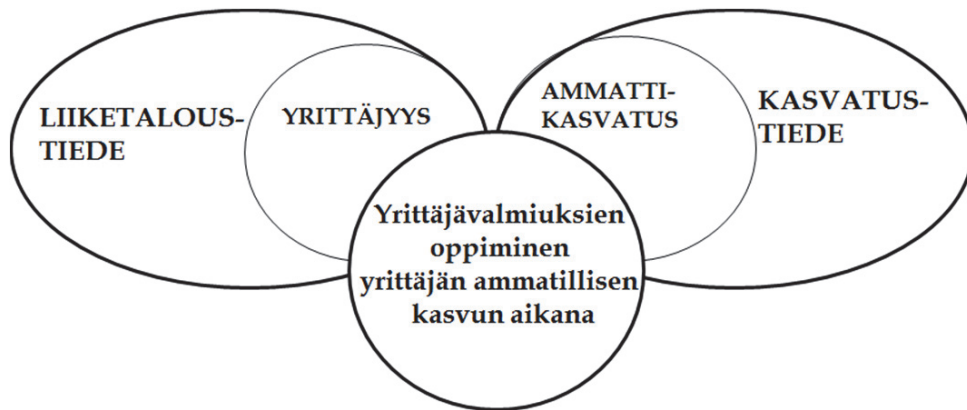 LIIKETALOUS-
TIEDE
YRITTÄJYYS
AMMATTI-
KASVATUS
KASVATUS-
TIEDE
Yrittäjävalmiuksien
oppiminen
yrittäjän ammatillisen
kasvun aikana